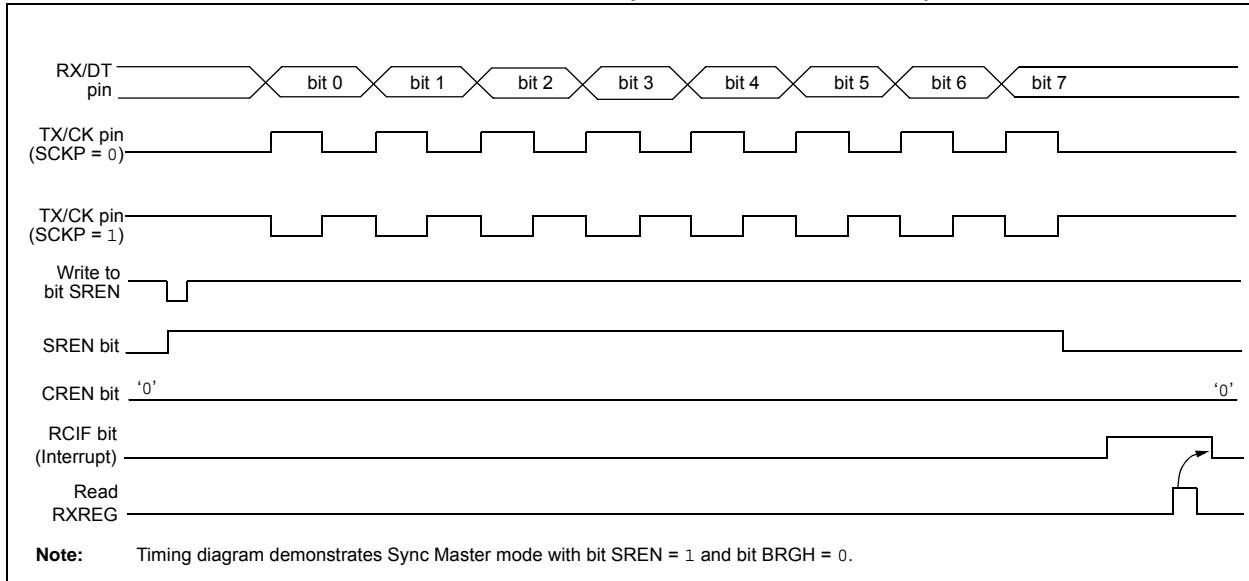 RX/DT
pin
bit 0 bit 1 bit 2 bit 3 bit 4 bit 5 bit 6 bit 7
TX/CK pin
(SCKP = 0)
TX/CK pin
(SCKP = 1)
Write to
bit SREN
SREN bit
CREN bit ‘0’ ‘0’
RCIF bit
(Interrupt)
Read
RXREG
Note: Timing diagram demonstrates Sync Master mode with bit SREN = 1 and bit BRGH = 0.